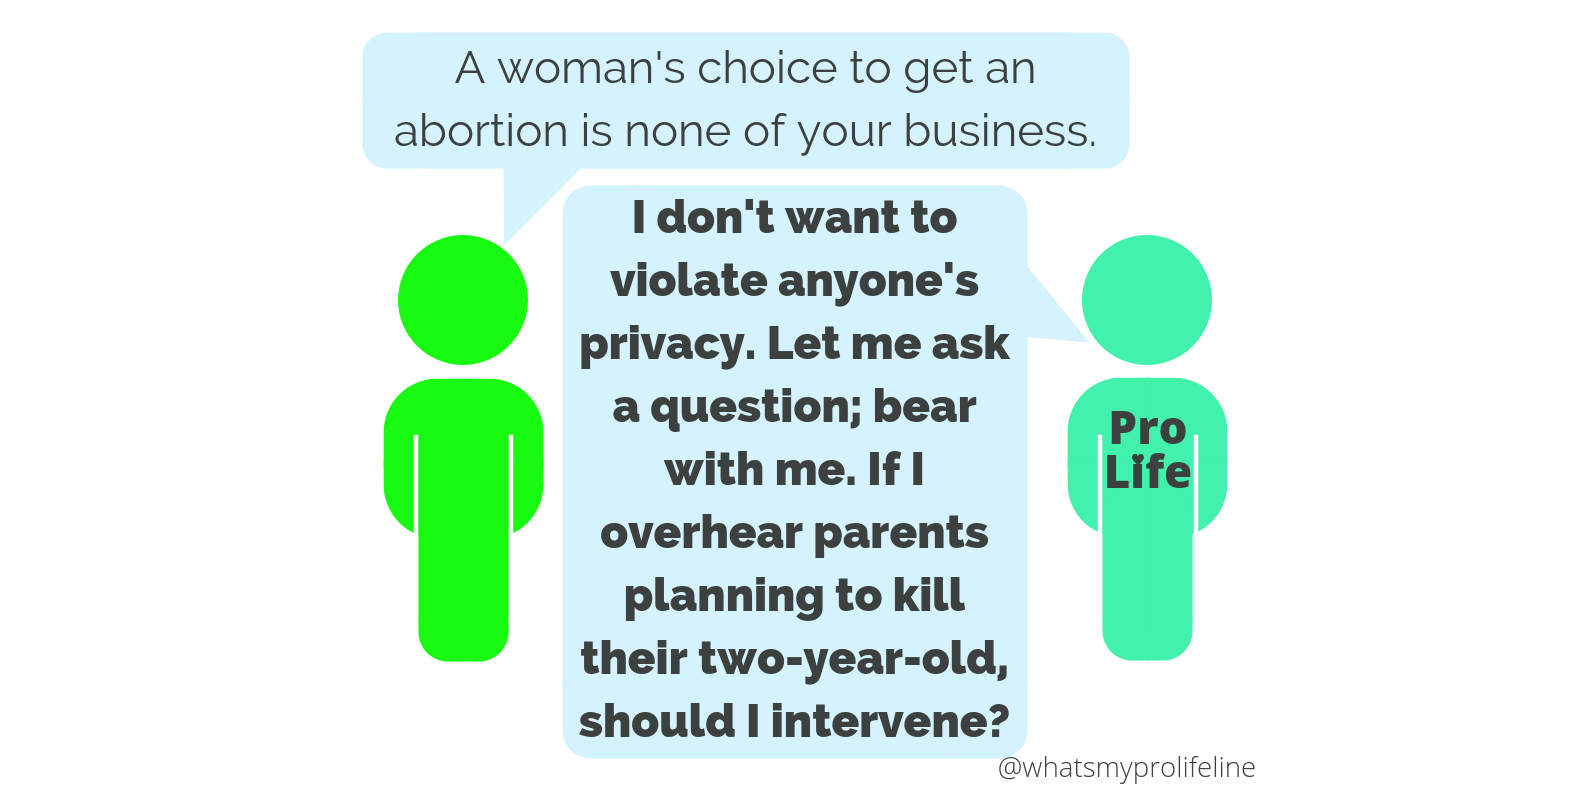 A woman's choice to get an
abortion is none of your business.
I don't want to
violate anyone's
privacy. Let me ask
a question; bear
with me. If I
overhear parents
planning to kill
their two-year-old,
should I intervene?
Pro
Life
@whatsmyprolifeline